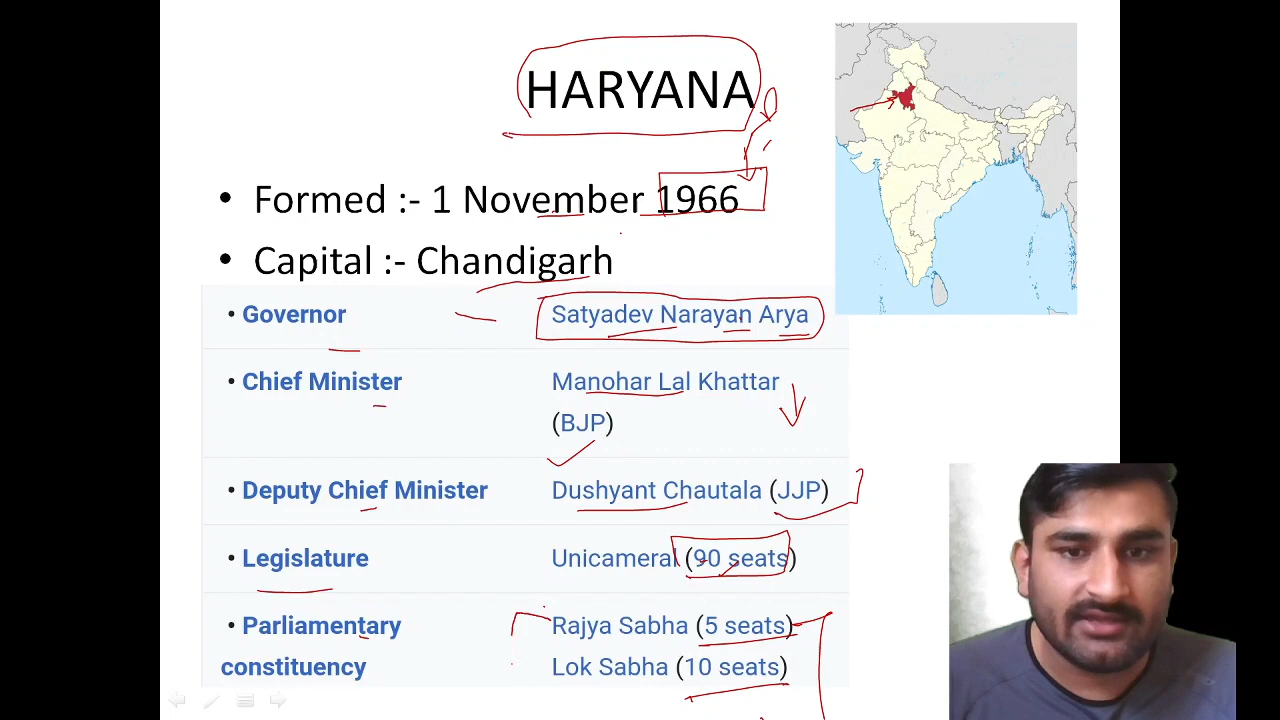 HARYANA
• Formed :- 1 November 1966
• Capital :- Chandigarh
• Governor Satyadev Narayan Arya
• Chief Minister Manohar Lal Khattar
(BJP)
• Deputy Chief Minister Dushyant Chautala (JJP)
• Legislature Unicameral (90 seats)
• Parliamentary Rajya Sabha (5 seats)
constituency Lok Sabha (10 seats)